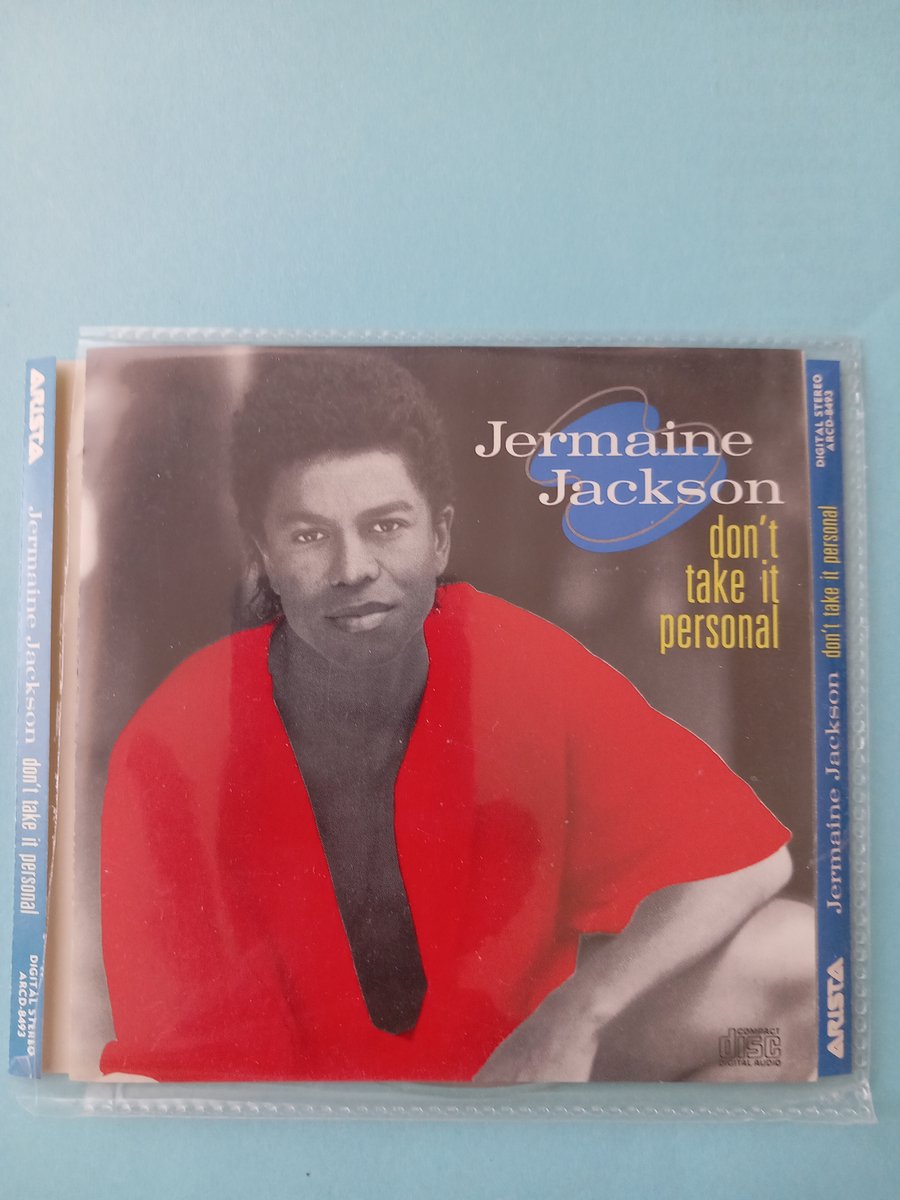 ARISTA
Jermaine Jackson
don't take it personal
DIGITAL STEREO
ARCD-8493
Jermaine
Jackson
don't
take it
personal
COMPACT
disc
DIGITAL AUDIO
DIGITAL STEREO
ARCD-8493
Jermaine Jackson don't take it personal
ARISTA